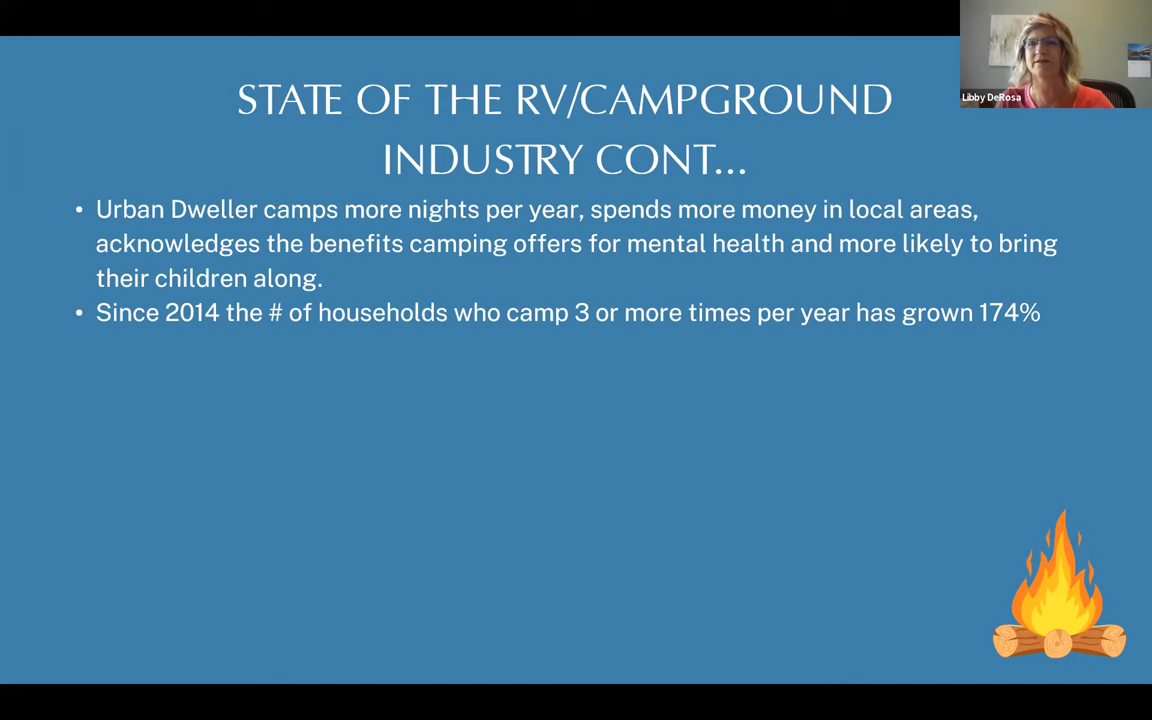 STATE OF THE RV/CAMPGROUND
INDUSTRY CONT...
Libby DeRosa
• Urban Dweller camps more nights per year, spends more money in local areas,
acknowledges the benefits camping offers for mental health and more likely to bring
their children along.
• Since 2014 the # of households who camp 3 or more times per year has grown 174%